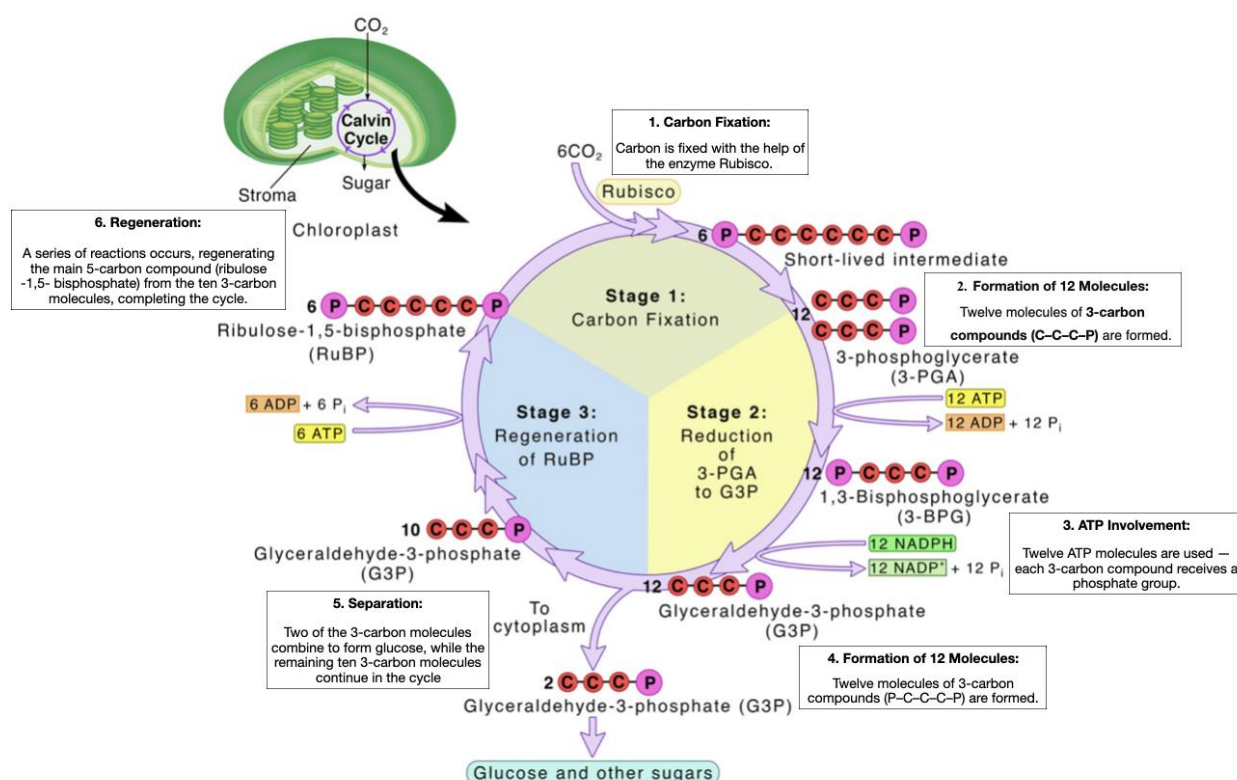 CO₂
Calvin
Cycle
Stroma
Sugar
Chloroplast
1. Carbon Fixation:
Carbon is fixed with the help of
the enzyme Rubisco.
6CO₂
Rubisco
6 P C C C C C C P
Short-lived intermediate
6. Regeneration:
A series of reactions occurs, regenerating
the main 5-carbon compound (ribulose
-1,5- bisphosphate) from the ten 3-carbon
molecules, completing the cycle.
6 P C C C C C P
Ribulose-1,5-bisphosphate
(RuBP)
Stage 1:
Carbon Fixation
12
C C C P
C C C P
3-phosphoglycerate
(3-PGA)
2. Formation of 12 Molecules:
Twelve molecules of 3-carbon
compounds (C–C–C–P) are formed.
6 ADP + 6 Pi
6 ATP
Stage 3:
Regeneration
of RuBP
Stage 2:
Reduction
of
3-PGA
to G3P
12 ATP
12 ADP + 12 Pi
12 P C C C P
1,3-Bisphosphoglycerate
(3-BPG)
3. ATP Involvement:
Twelve ATP molecules are used —
each 3-carbon compound receives a
phosphate group.
12 NADPH
12 NADP⁺ + 12 Pi
10 C C C P
Glyceraldehyde-3-phosphate
(G3P)
12 C C C P
Glyceraldehyde-3-phosphate
(G3P)
5. Separation:
Two of the 3-carbon molecules
combine to form glucose, while the
remaining ten 3-carbon molecules
continue in the cycle
To
cytoplasm
4. Formation of 12 Molecules:
Twelve molecules of 3-carbon
compounds (P–C–C–C–P) are formed.
2 C C C P
Glyceraldehyde-3-phosphate (G3P)
Glucose and other sugars